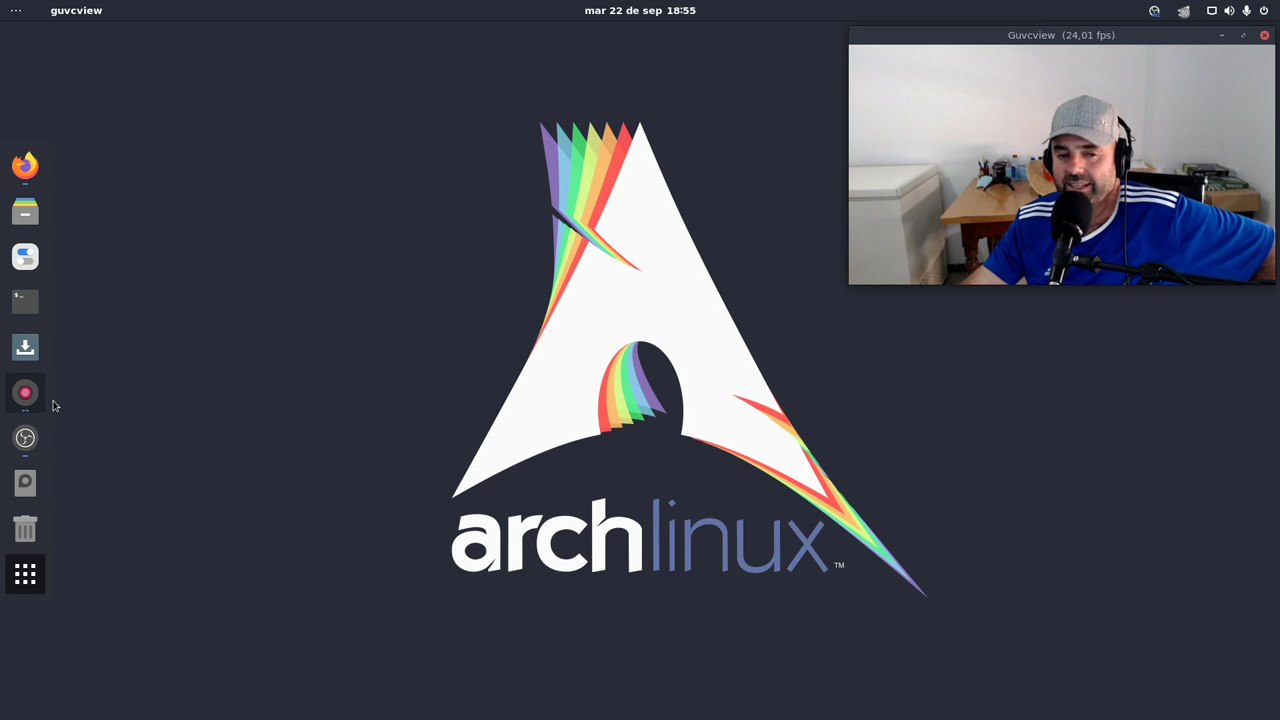 guvcview
mar 22 de sep 18:55
Guvcview (24,01 fps)
$_
archlinux
TM